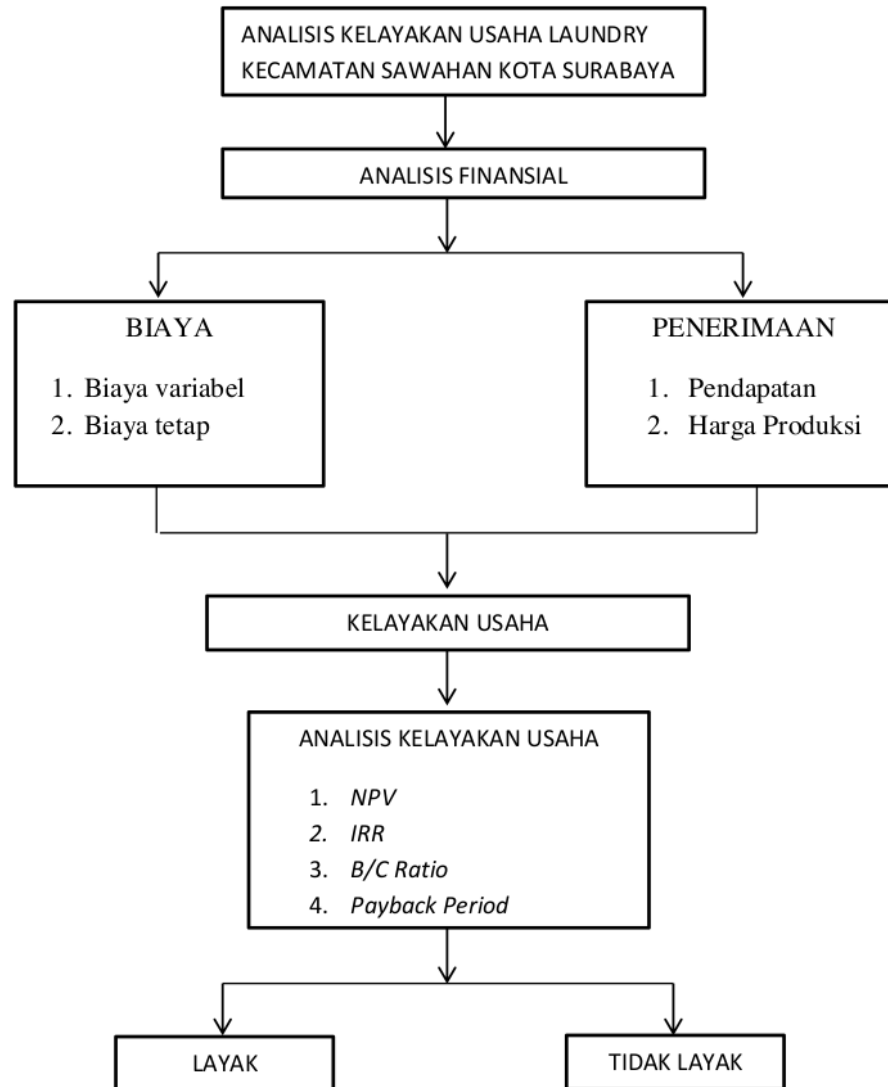 ANALISIS KELAYAKAN USAHA LAUNDRY
KECAMATAN SAWAHAN KOTA SURABAYA
ANALISIS FINANSIAL
BIAYA
1. Biaya variabel
2. Biaya tetap
PENERIMAAN
1. Pendapatan
2. Harga Produksi
KELAYAKAN USAHA
ANALISIS KELAYAKAN USAHA
1. NPV
2. IRR
3. B/C Ratio
4. Payback Period
LAYAK
TIDAK LAYAK